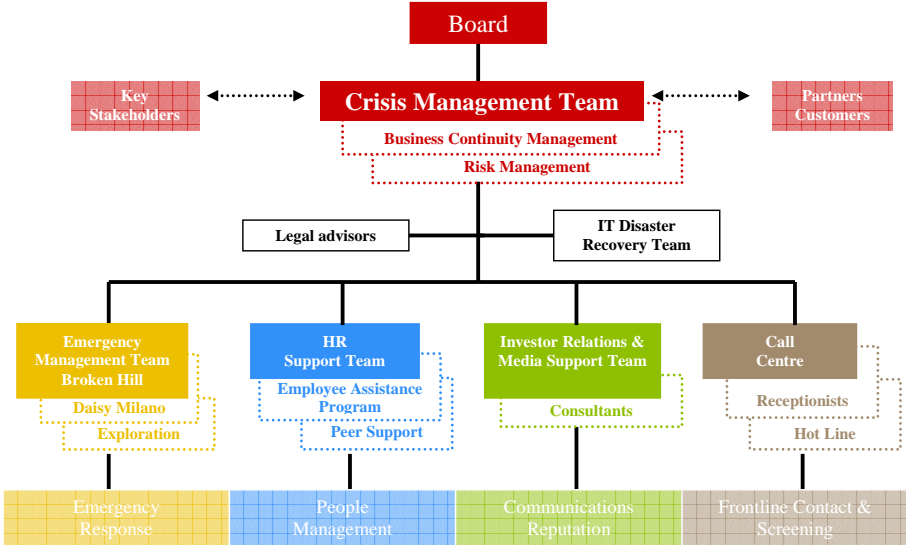 Board
Key
Stakeholders
Crisis Management Team
Partners
Customers
Business Continuity Management
Risk Management
Legal advisors
IT Disaster
Recovery Team
Emergency
Management Team
Broken Hill
Daisy Milano
Exploration
HR
Support Team
Employee Assistance
Program
Peer Support
Investor Relations &
Media Support Team
Consultants
Call
Centre
Receptionists
Hot Line
Emergency
Response
People
Management
Communications
Reputation
Frontline Contact &
Screening